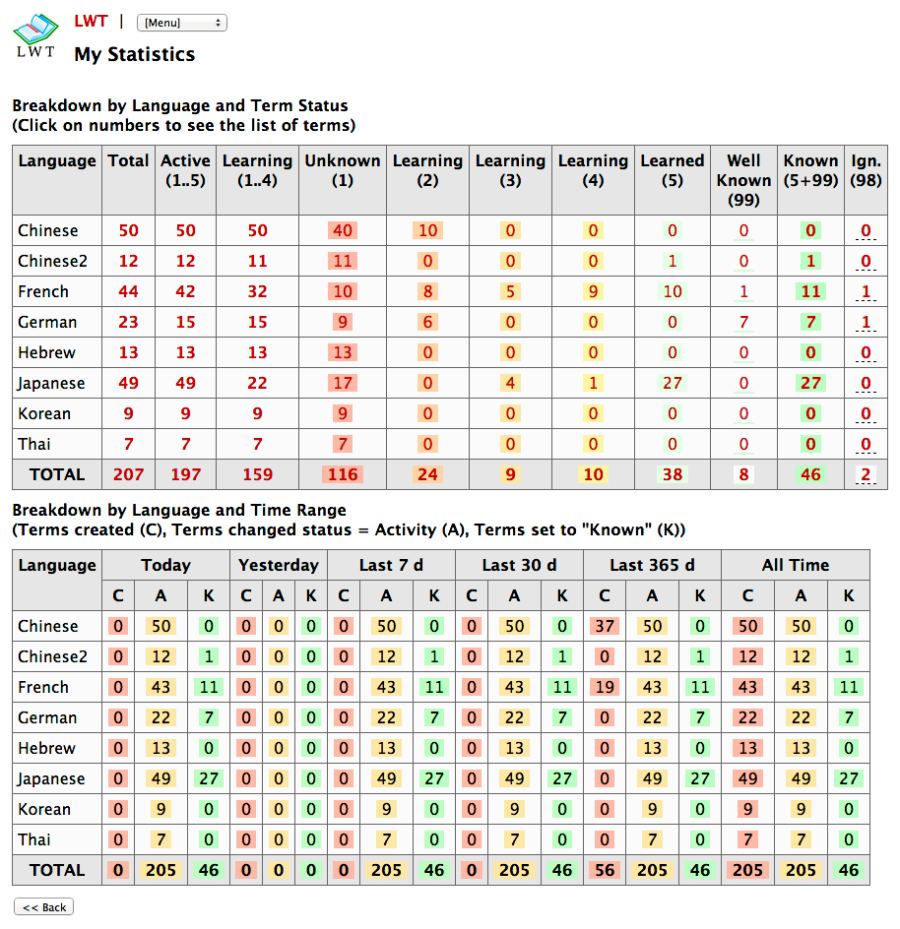 LWT | [Menu]
LWT
My Statistics
Breakdown by Language and Term Status
(Click on numbers to see the list of terms)
Language Total Active (1..5) Learning (1..4) Unknown (1) Learning (2) Learning (3) Learning (4) Learned (5) Well Known (99) Known (5+99) Ign. (98)
Chinese 50 50 50 40 10 0 0 0 0 0 0
Chinese2 12 12 11 11 0 0 0 1 0 1 0
French 44 42 32 10 8 5 9 10 1 11 1
German 23 15 15 9 6 0 0 0 7 7 1
Hebrew 13 13 13 13 0 0 0 0 0 0 0
Japanese 49 49 22 17 0 4 1 27 0 27 0
Korean 9 9 9 9 0 0 0 0 0 0 0
Thai 7 7 7 7 0 0 0 0 0 0 0
TOTAL 207 197 159 116 24 9 10 38 8 46 2
Breakdown by Language and Time Range
(Terms created (C), Terms changed status = Activity (A), Terms set to "Known" (K))
Language Today Yesterday Last 7 d Last 30 d Last 365 d All Time
C A K C A K C A K C A K C A K C A K
Chinese 0 50 0 0 0 0 0 50 0 0 50 0 37 50 0 50 50 0
Chinese2 0 12 1 0 0 0 0 12 1 0 12 1 0 12 1 12 12 1
French 0 43 11 0 0 0 0 43 11 0 43 11 19 43 11 43 43 11
German 0 22 7 0 0 0 0 22 7 0 22 7 0 22 7 22 22 7
Hebrew 0 13 0 0 0 0 0 13 0 0 13 0 0 13 0 13 13 0
Japanese 0 49 27 0 0 0 0 49 27 0 49 27 0 49 27 49 49 27
Korean 0 9 0 0 0 0 0 9 0 0 9 0 0 9 0 9 9 0
Thai 0 7 0 0 0 0 0 7 0 0 7 0 0 7 0 7 7 0
TOTAL 0 205 46 0 0 0 0 205 46 0 205 46 56 205 46 205 205 46
<< Back